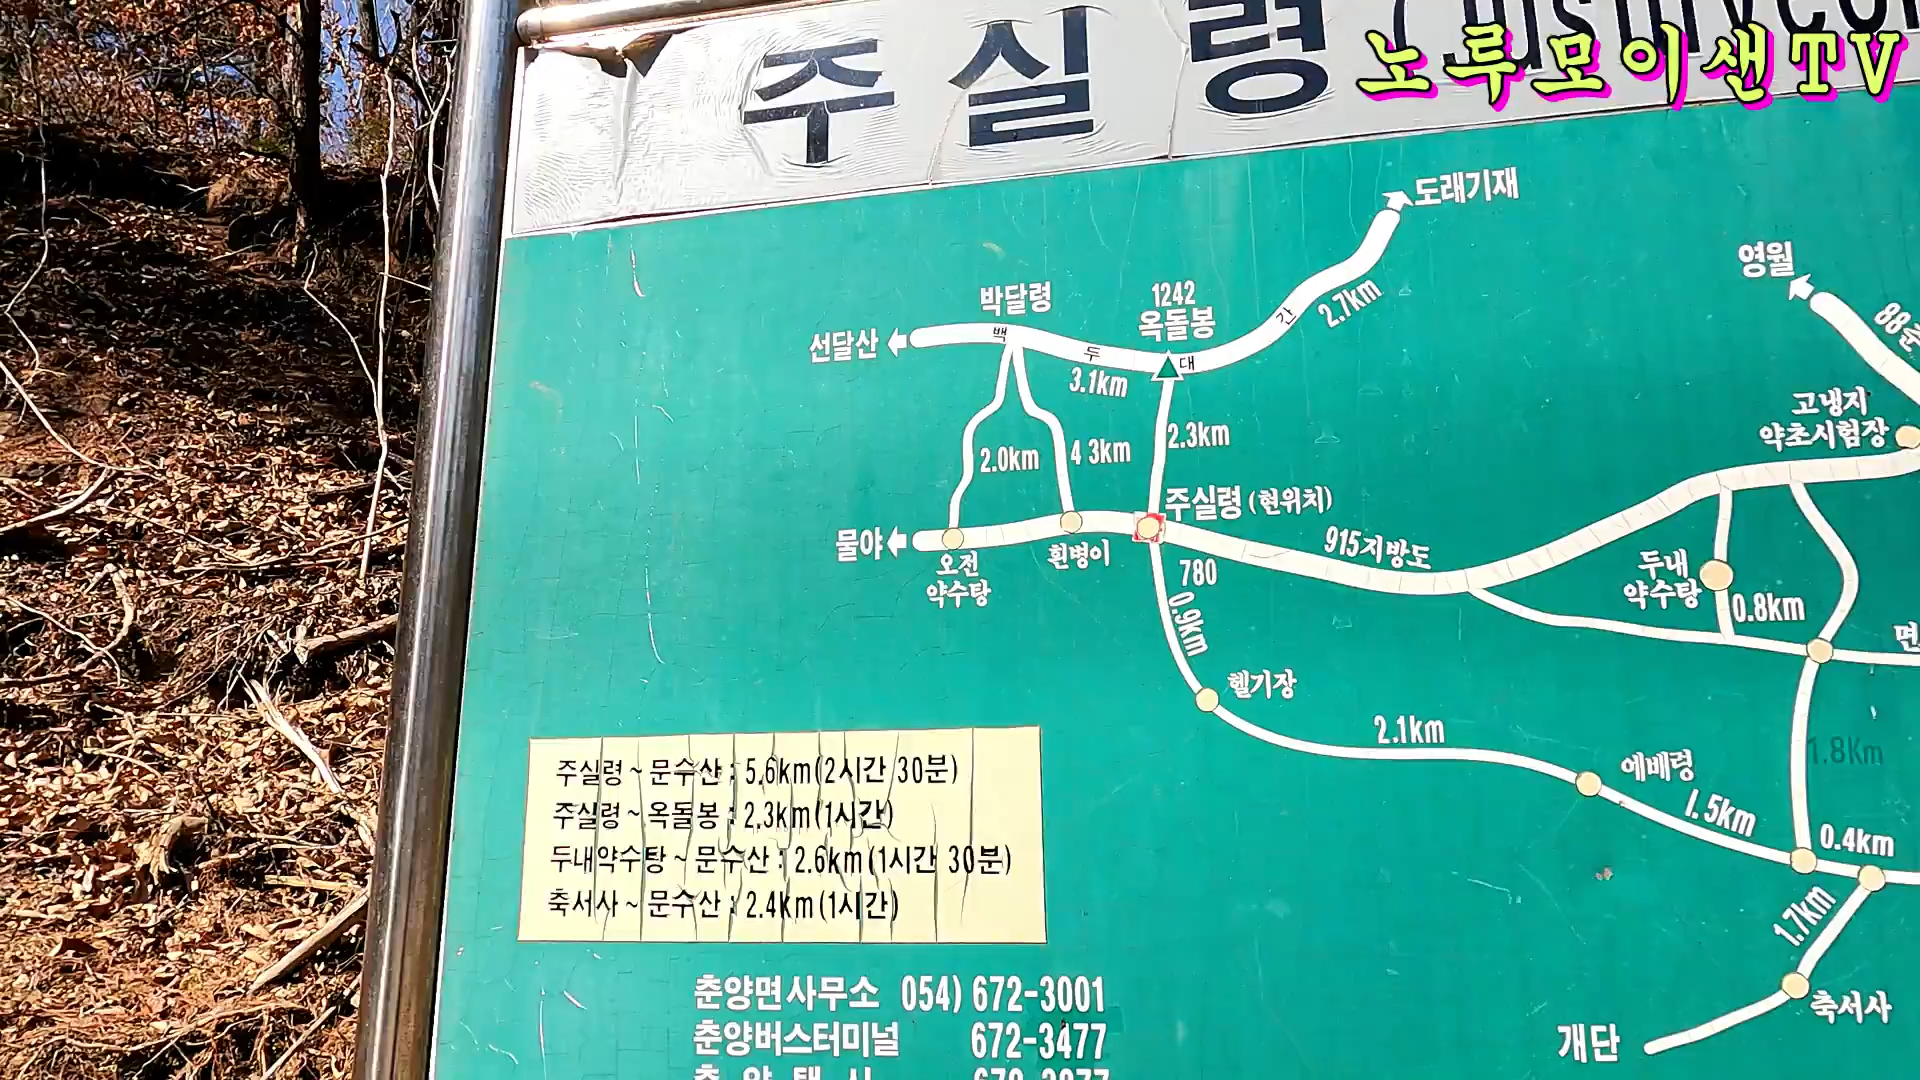 주실령
노루모이샌TV
도래기재
영월
박달령
1242
옥돌봉
선달산
백 두 대 간
2.7km
3.1km
고냉지
약초시험장
2.0km
4 3km
2.3km
주실령 (현위치)
물야
오전
약수탕
흰병이
780
915지방도
두내
약수탕
0.8km
0.9km
헬기장
2.1km
에배령
1.5km
1.8Km
0.4km
1.7km
축서사
개단
주실령 ~ 문수산 : 5.6km(2시간 30분)
주실령 ~ 옥돌봉 : 2.3km(1시간)
두내약수탕 ~ 문수산 : 2.6km(1시간 30분)
축서사 ~ 문수산 : 2.4km(1시간)
춘양면사무소 054) 672-3001
춘양버스터미널 672-3477